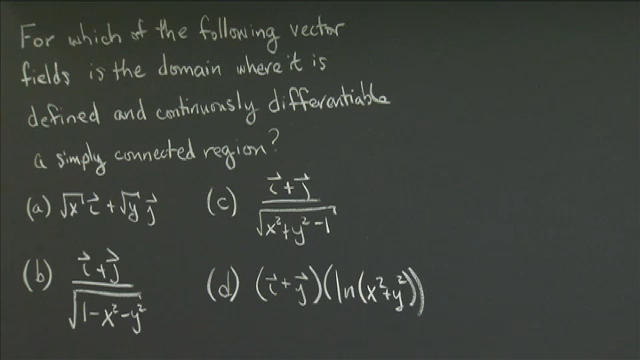 For which of the following vector
fields is the domain where it is
defined and continuously differentiable
a simply connected region?
(a) √x i⃗ + √y j⃗
(b) (i⃗ + j⃗) / √(1 - x² - y²)
(c) (i⃗ + j⃗) / √(x² + y² - 1)
(d) (i⃗ + j⃗)(ln(x² + y²))